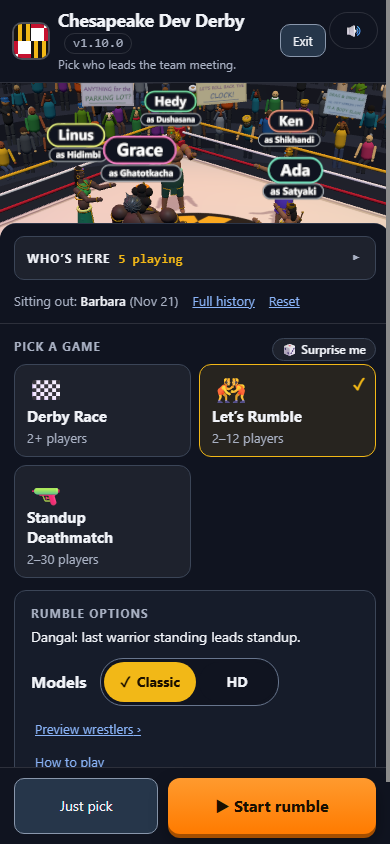 Chesapeake Dev Derby
v1.10.0
Pick who leads the team meeting.
Exit
PARKING LOT?
CLOCK!
Hedy
as Dushasana
Linus
as Hidimbi
Grace
as Ghatotkacha
Ken
as Shikhandi
Ada
as Satyaki
WHO'S HERE 5 playing
Sitting out: Barbara (Nov 21) Full history Reset
PICK A GAME
Surprise me
Derby Race
2+ players
Let's Rumble
2–12 players
Standup
Deathmatch
2–30 players
RUMBLE OPTIONS
Dangal: last warrior standing leads standup.
Models ✓ Classic HD
Preview wrestlers ›
How to play
Just pick
▶ Start rumble